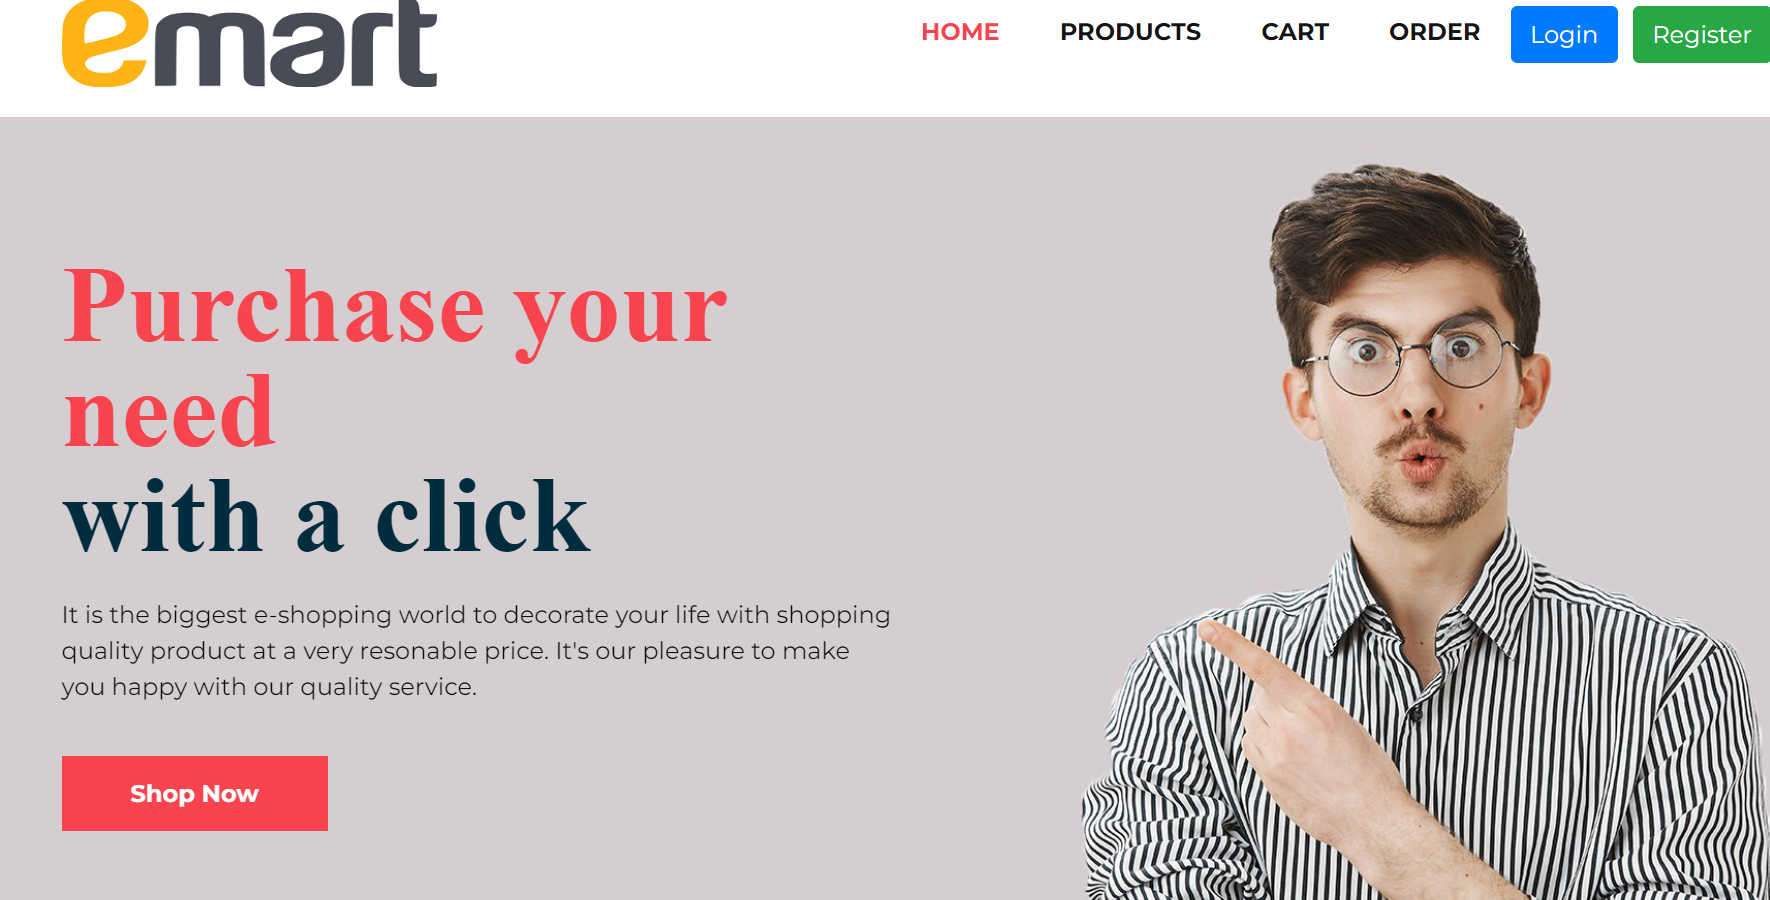 emart
HOME PRODUCTS CART ORDER Login Register
Purchase your
need
with a click
It is the biggest e-shopping world to decorate your life with shopping
quality product at a very resonable price. It's our pleasure to make
you happy with our quality service.
Shop Now